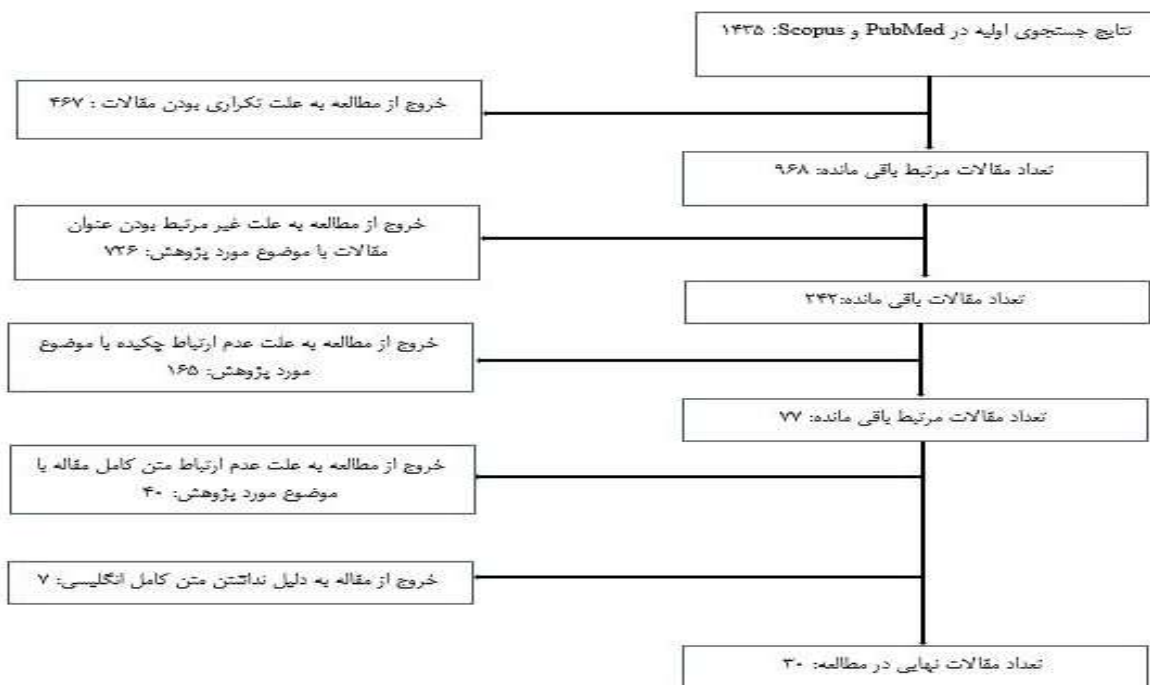 نتایج جستجوی اولیه در PubMed و Scopus: ۱۴۳۵
خروج از مطالعه به علت تکراری بودن مقالات : ۴۶۷
تعداد مقالات مرتبط باقی مانده: ۹۶۸
خروج از مطالعه به علت غیر مرتبط بودن عنوان
مقالات با موضوع مورد پژوهش: ۷۲۶
تعداد مقالات باقی مانده:۲۴۲
خروج از مطالعه به علت عدم ارتباط چکیده با موضوع
مورد پژوهش: ۱۶۵
تعداد مقالات مرتبط باقی مانده: ۷۷
خروج از مطالعه به علت عدم ارتباط متن کامل مقاله با
موضوع مورد پژوهش: ۴۰
خروج از مقاله به دلیل نداشتن متن کامل انگلیسی: ۷
تعداد مقالات نهایی در مطالعه: ۳۰